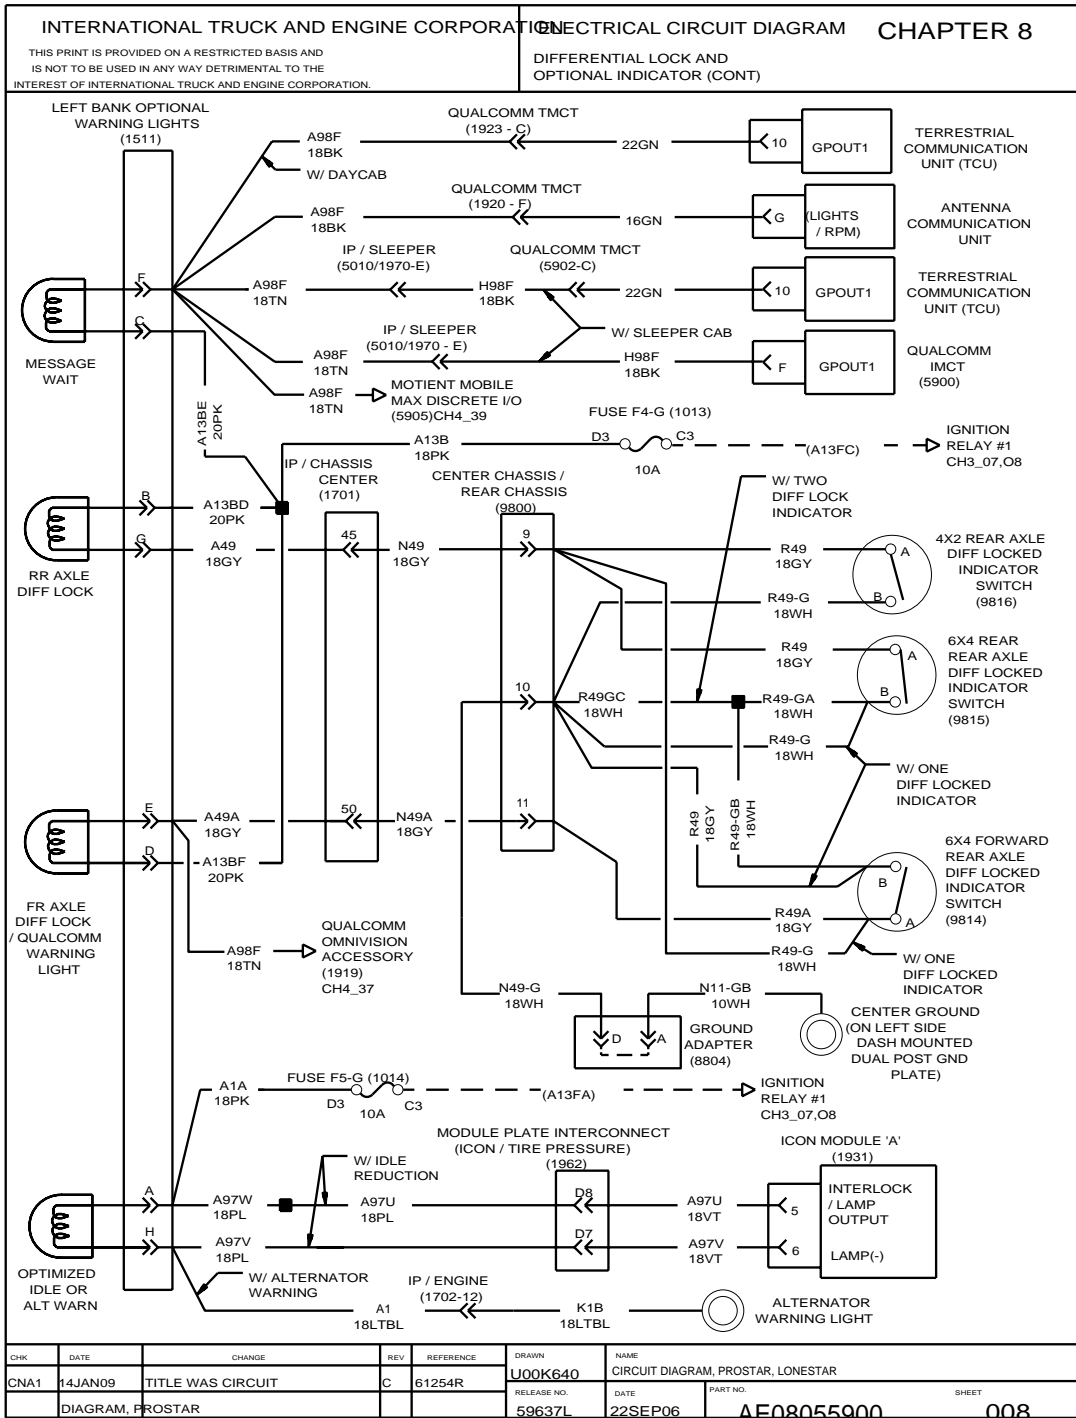 INTERNATIONAL TRUCK AND ENGINE CORPORATION
THIS PRINT IS PROVIDED ON A RESTRICTED BASIS AND
IS NOT TO BE USED IN ANY WAY DETRIMENTAL TO THE
INTEREST OF INTERNATIONAL TRUCK AND ENGINE CORPORATION.
ELECTRICAL CIRCUIT DIAGRAM
CHAPTER 8
DIFFERENTIAL LOCK AND
OPTIONAL INDICATOR (CONT)
LEFT BANK OPTIONAL
WARNING LIGHTS
(1511)
A98F
18BK
W/ DAYCAB
QUALCOMM TMCT
(1923 - C)
22GN
10
GPOUT1
TERRESTRIAL
COMMUNICATION
UNIT (TCU)
A98F
18BK
QUALCOMM TMCT
(1920 - F)
16GN
G
(LIGHTS
/ RPM)
ANTENNA
COMMUNICATION
UNIT
F
C
MESSAGE
WAIT
A98F
18TN
IP / SLEEPER
(5010/1970-E)
H98F
18BK
QUALCOMM TMCT
(5902-C)
22GN
10
GPOUT1
TERRESTRIAL
COMMUNICATION
UNIT (TCU)
W/ SLEEPER CAB
A98F
18TN
IP / SLEEPER
(5010/1970 - E)
H98F
18BK
F
GPOUT1
QUALCOMM
IMCT
(5900)
A98F
18TN
MOTIENT MOBILE
MAX DISCRETE I/O
(5905)CH4_39
A13BE
20PK
A13B
18PK
FUSE F4-G (1013)
D3
C3
10A
(A13FC)
IGNITION
RELAY #1
CH3_07,O8
IP / CHASSIS
CENTER
(1701)
CENTER CHASSIS /
REAR CHASSIS
(9800)
W/ TWO
DIFF LOCK
INDICATOR
B
A13BD
20PK
G
A49
18GY
45
N49
18GY
9
RR AXLE
DIFF LOCK
R49
18GY
A
R49-G
18WH
B
4X2 REAR AXLE
DIFF LOCKED
INDICATOR
SWITCH
(9816)
R49
18GY
A
10
R49GC
18WH
R49-GA
18WH
B
R49-G
18WH
6X4 REAR
REAR AXLE
DIFF LOCKED
INDICATOR
SWITCH
(9815)
W/ ONE
DIFF LOCKED
INDICATOR
R49
18GY
R49-GB
18WH
E
A49A
18GY
50
N49A
18GY
11
D
A13BF
20PK
FR AXLE
DIFF LOCK
/ QUALCOMM
WARNING
LIGHT
A98F
18TN
QUALCOMM
OMNIVISION
ACCESSORY
(1919)
CH4_37
B
A
R49A
18GY
R49-G
18WH
6X4 FORWARD
REAR AXLE
DIFF LOCKED
INDICATOR
SWITCH
(9814)
W/ ONE
DIFF LOCKED
INDICATOR
N49-G
18WH
N11-GB
10WH
D
A
GROUND
ADAPTER
(8804)
CENTER GROUND
(ON LEFT SIDE
DASH MOUNTED
DUAL POST GND
PLATE)
A1A
18PK
FUSE F5-G (1014)
D3
10A
C3
(A13FA)
IGNITION
RELAY #1
CH3_07,O8
MODULE PLATE INTERCONNECT
(ICON / TIRE PRESSURE)
(1962)
ICON MODULE 'A'
(1931)
W/ IDLE
REDUCTION
A
A97W
18PL
A97U
18PL
D8
A97U
18VT
5
INTERLOCK
/ LAMP
OUTPUT
H
A97V
18PL
D7
A97V
18VT
6
LAMP(-)
OPTIMIZED
IDLE OR
ALT WARN
W/ ALTERNATOR
WARNING
A1
18LTBL
IP / ENGINE
(1702-12)
K1B
18LTBL
ALTERNATOR
WARNING LIGHT
CHK DATE CHANGE REV REFERENCE
CNA1 14JAN09 TITLE WAS CIRCUIT C 61254R
DIAGRAM, PROSTAR
DRAWN
U00K640
NAME
CIRCUIT DIAGRAM, PROSTAR, LONESTAR
RELEASE NO.
59637L
DATE
22SEP06
PART NO.
AE08055900
SHEET
008